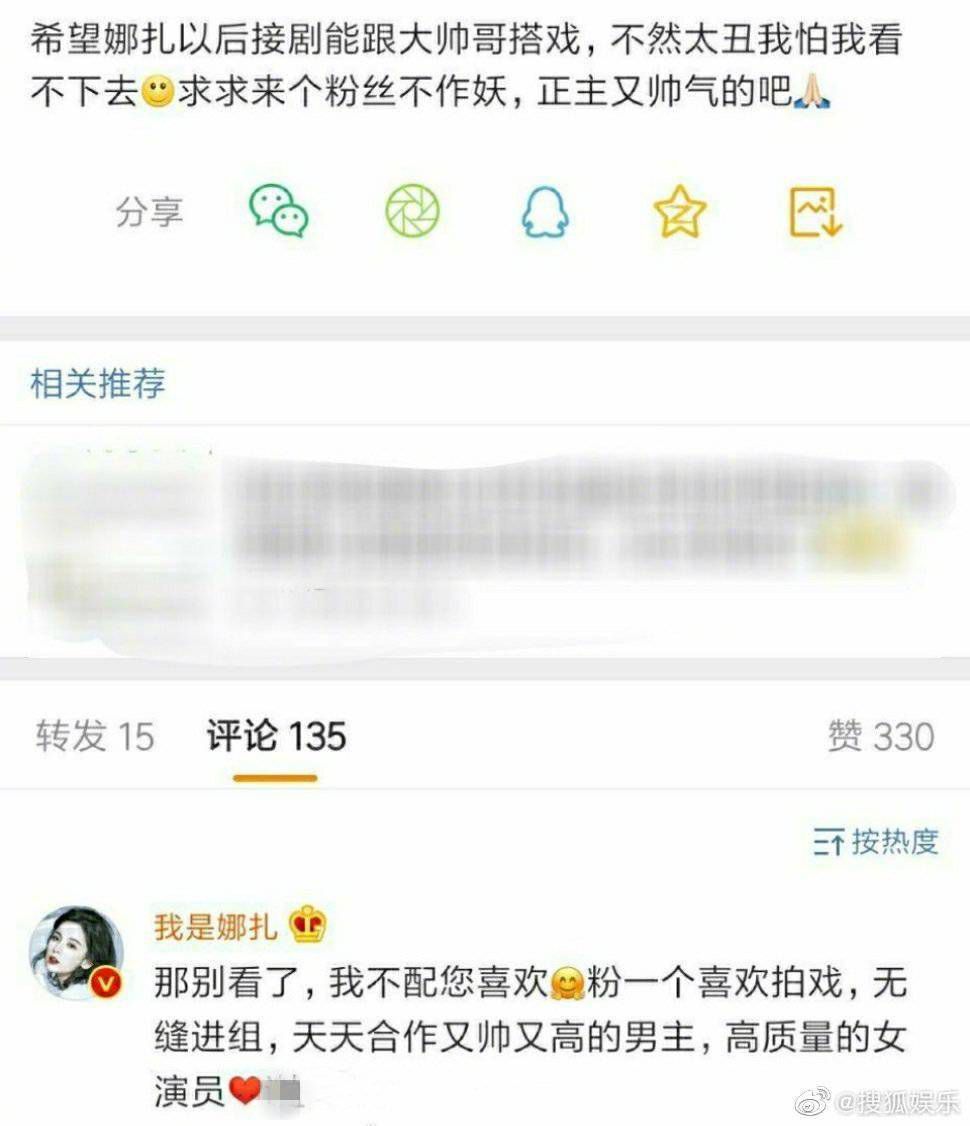 希望娜扎以后接剧能跟大帅哥搭戏，不然太丑我怕我看
不下去🙂求求来个粉丝不作妖，正主又帅气的吧🙏🏻
分享
相关推荐
转发 15 评论 135 赞 330
按热度
我是娜扎
那别看了，我不配您喜欢🤗粉一个喜欢拍戏，无
缝进组，天天合作又帅又高的男主，高质量的女
演员❤️
@搜狐娱乐